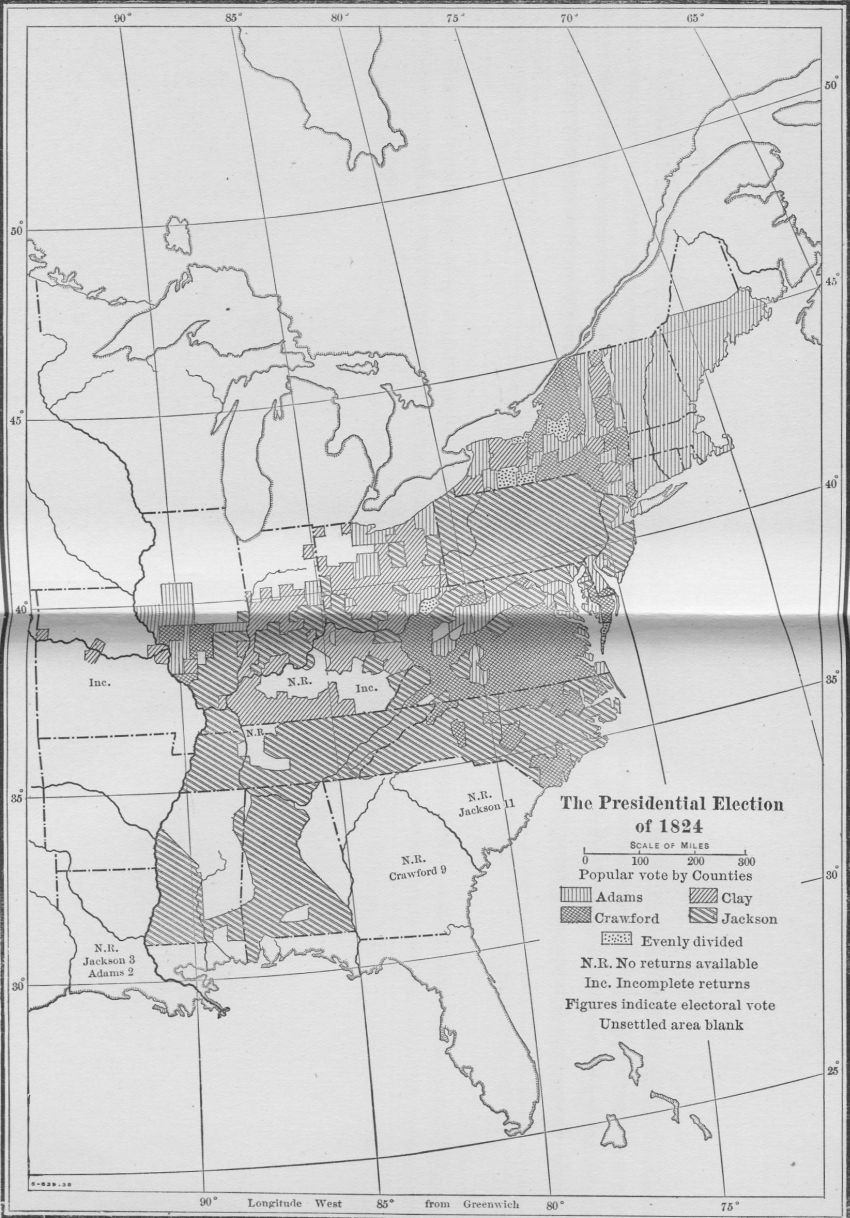 90° 85° 80° 75° 70° 65°
50°
50°
45°
45°
40°
40°
N.R.
Inc.
Inc.
35°
N.R.
35°
N.R.
Jackson 11
N.R.
Crawford 9
30°
N.R.
Jackson 3
Adams 2
30°
25°
The Presidential Election
of 1824
SCALE OF MILES
0 100 200 300
Popular vote by Counties
Adams Clay
Crawford Jackson
Evenly divided
N.R. No returns available
Inc. Incomplete returns
Figures indicate electoral vote
Unsettled area blank
90° Longitude West 85° from Greenwich 80° 75°